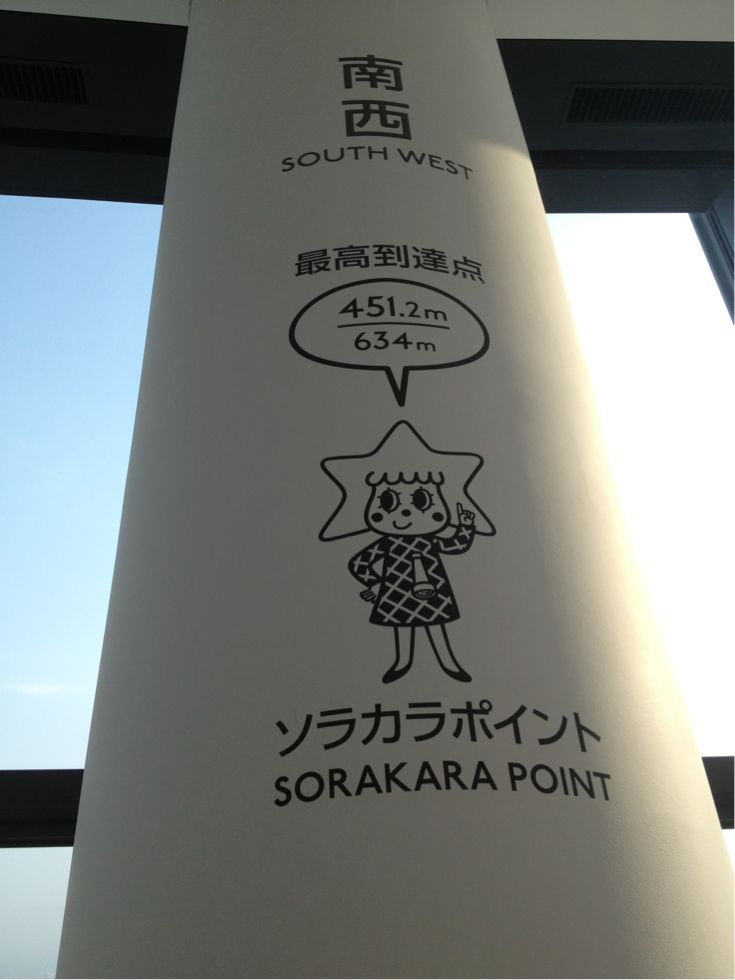 南
西
SOUTH WEST
最高到達点
451.2m
634m
ソラカラポイント
SORAKARA POINT